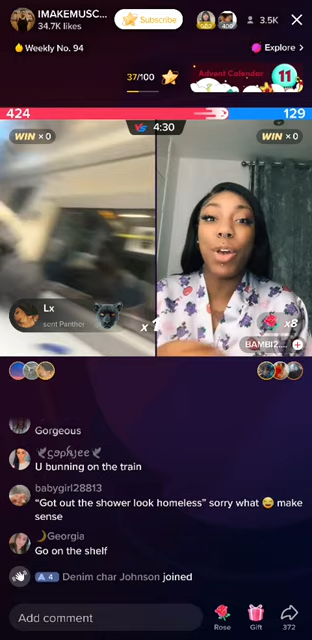 IMAKEMUSC...
34.7K likes
Subscribe
3.5K
Weekly No. 94
Explore >
37/100
Advent Calendar
11
424
129
WIN × 0
VS 4:30
WIN × 0
Lx
sent Panther
x8
BAMBI2....
Gorgeous
U bunning on the train
babygirl28813
“Got out the shower look homeless” sorry what 😅 make
sense
🌙Georgia
Go on the shelf
4 Denim char Johnson joined
Add comment
Rose
Gift
372